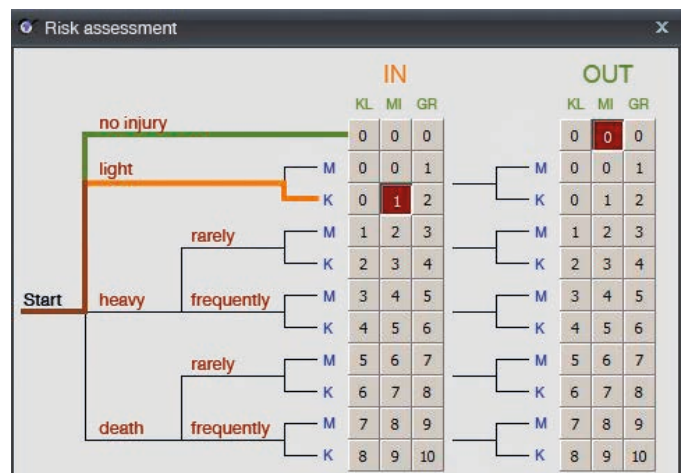 Risk assessment X
IN OUT
KL MI GR KL MI GR
no injury 0 0 0 0 0 0
light M 0 0 1 M 0 0 1
K 0 1 2 K 0 1 2
rarely M 1 2 3 M 1 2 3
K 2 3 4 K 2 3 4
Start heavy frequently M 3 4 5 M 3 4 5
K 4 5 6 K 4 5 6
rarely M 5 6 7 M 5 6 7
K 6 7 8 K 6 7 8
death frequently M 7 8 9 M 7 8 9
K 8 9 10 K 8 9 10